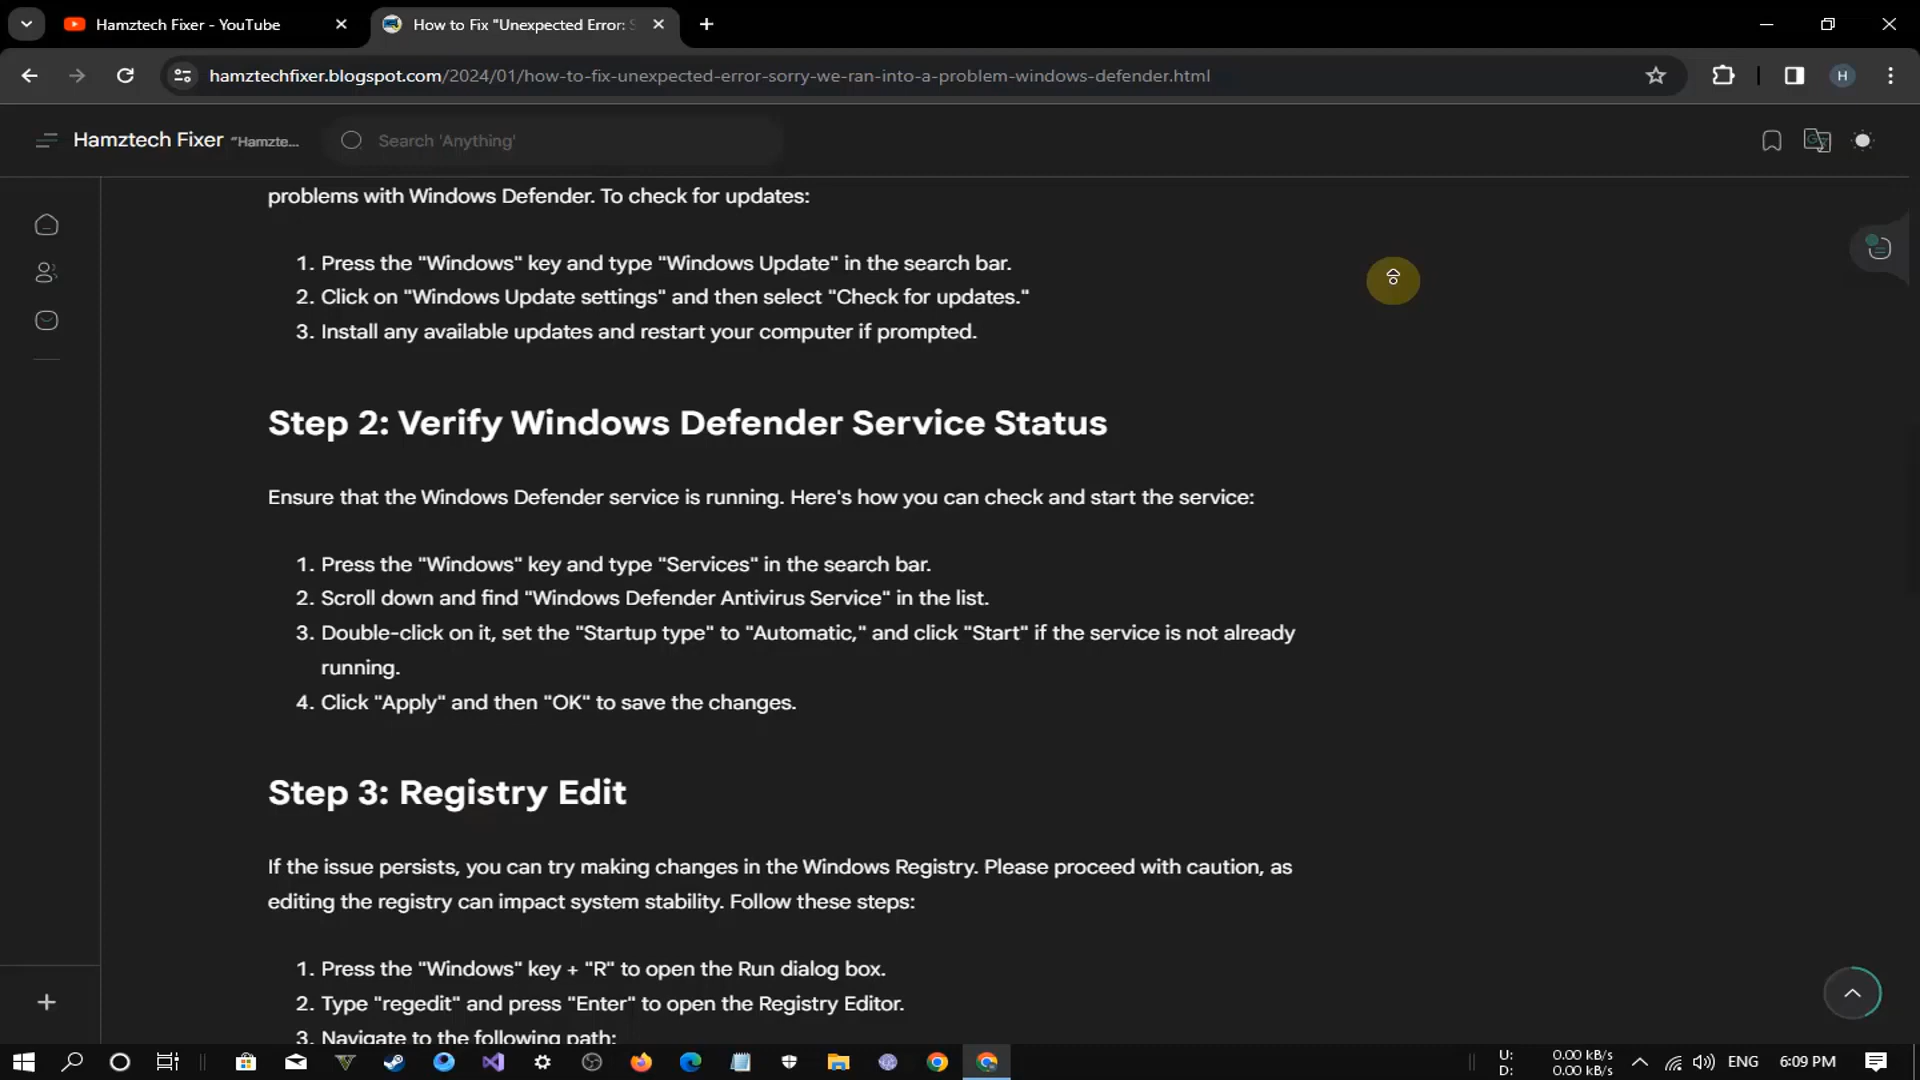 Hamztech Fixer - YouTube
How to Fix "Unexpected Error: S
hamztechfixer.blogspot.com/2024/01/how-to-fix-unexpected-error-sorry-we-ran-into-a-problem-windows-defender.html
H
Hamztech Fixer "Hamzte...
Search 'Anything'
problems with Windows Defender. To check for updates:
1. Press the "Windows" key and type "Windows Update" in the search bar.
2. Click on "Windows Update settings" and then select "Check for updates."
3. Install any available updates and restart your computer if prompted.
Step 2: Verify Windows Defender Service Status
Ensure that the Windows Defender service is running. Here's how you can check and start the service:
1. Press the "Windows" key and type "Services" in the search bar.
2. Scroll down and find "Windows Defender Antivirus Service" in the list.
3. Double-click on it, set the "Startup type" to "Automatic," and click "Start" if the service is not already
running.
4. Click "Apply" and then "OK" to save the changes.
Step 3: Registry Edit
If the issue persists, you can try making changes in the Windows Registry. Please proceed with caution, as
editing the registry can impact system stability. Follow these steps:
1. Press the "Windows" key + "R" to open the Run dialog box.
2. Type "regedit" and press "Enter" to open the Registry Editor.
3. Navigate to the following path:
U: 0.00 kB/s
D: 0.00 kB/s
ENG
6:09 PM